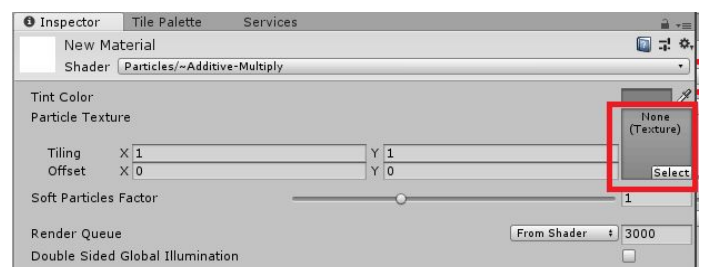 Inspector Tile Palette Services
New Material
Shader Particles/~Additive-Multiply
Tint Color
Particle Texture
None
(Texture)
Tiling X 1 Y 1
Offset X 0 Y 0
Select
Soft Particles Factor 1
Render Queue From Shader 3000
Double Sided Global Illumination